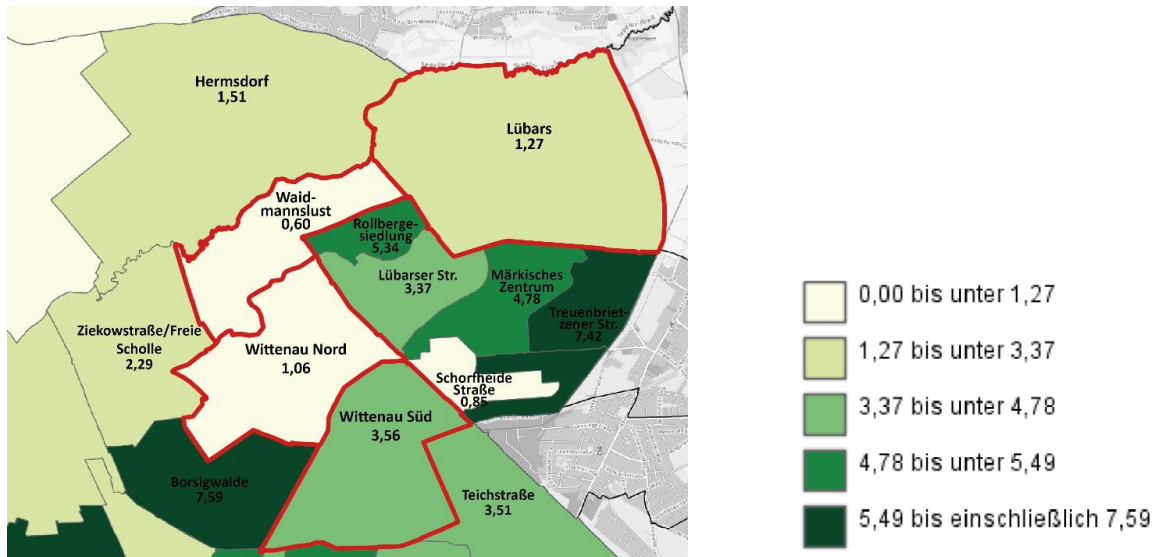 Hermsdorf
1,51
Lübars
1,27
Waid-
mannslust
0,60
Rollberge-
siedlung
5,34
Lübarser Str.
3,37
Märkisches
Zentrum
4,78
Treuenbriet-
zener Str.
7,42
Ziekowstraße/Freie
Scholle
2,29
Wittenau Nord
1,06
Schorfheide
Straße
0,85
Wittenau Süd
3,56
Borsigwalde
7,59
Teichstraße
3,51
0,00 bis unter 1,27
1,27 bis unter 3,37
3,37 bis unter 4,78
4,78 bis unter 5,49
5,49 bis einschließlich 7,59